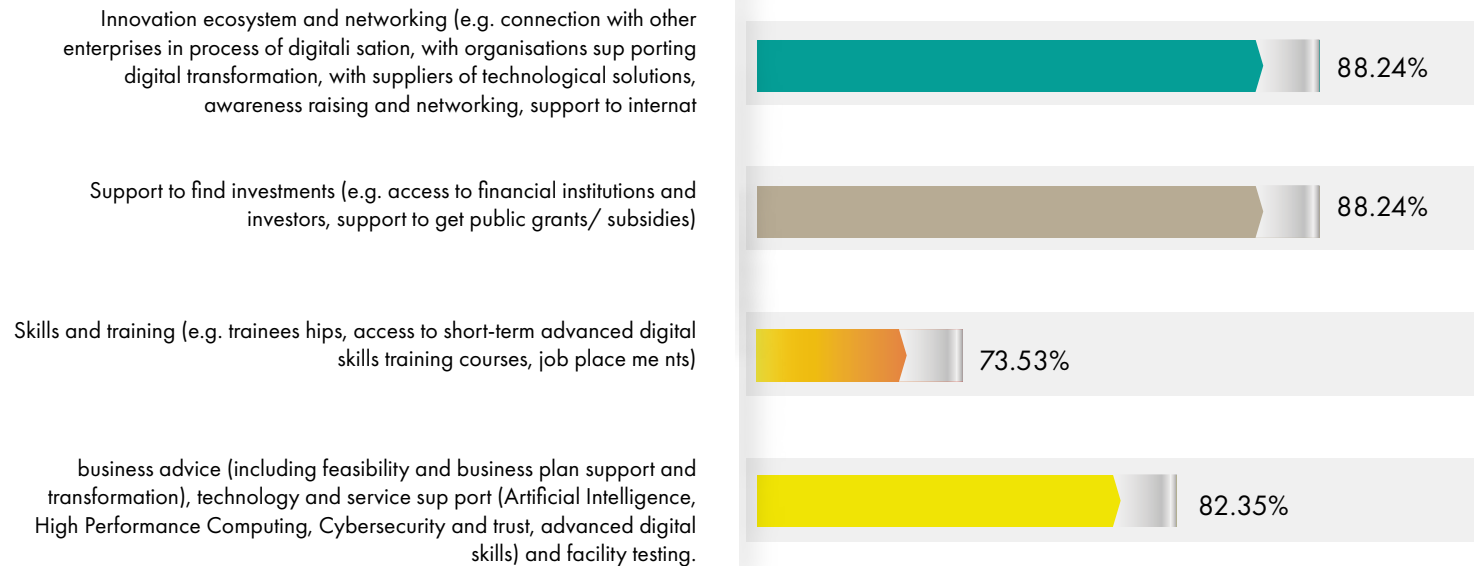 Innovation ecosystem and networking (e.g. connection with other
enterprises in process of digitali sation, with organisations sup porting
digital transformation, with suppliers of technological solutions,
awareness raising and networking, support to internat
88.24%
Support to find investments (e.g. access to financial institutions and
investors, support to get public grants/ subsidies)
88.24%
Skills and training (e.g. trainees hips, access to short-term advanced digital
skills training courses, job place me nts)
73.53%
business advice (including feasibility and business plan support and
transformation), technology and service sup port (Artificial Intelligence,
High Performance Computing, Cybersecurity and trust, advanced digital
skills) and facility testing.
82.35%